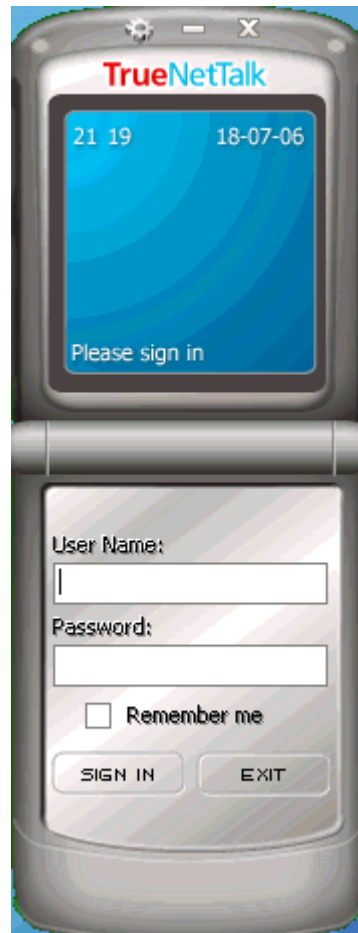 TrueNetTalk
21 19 18-07-06
Please sign in
User Name:
Password:
Remember me
SIGN IN EXIT